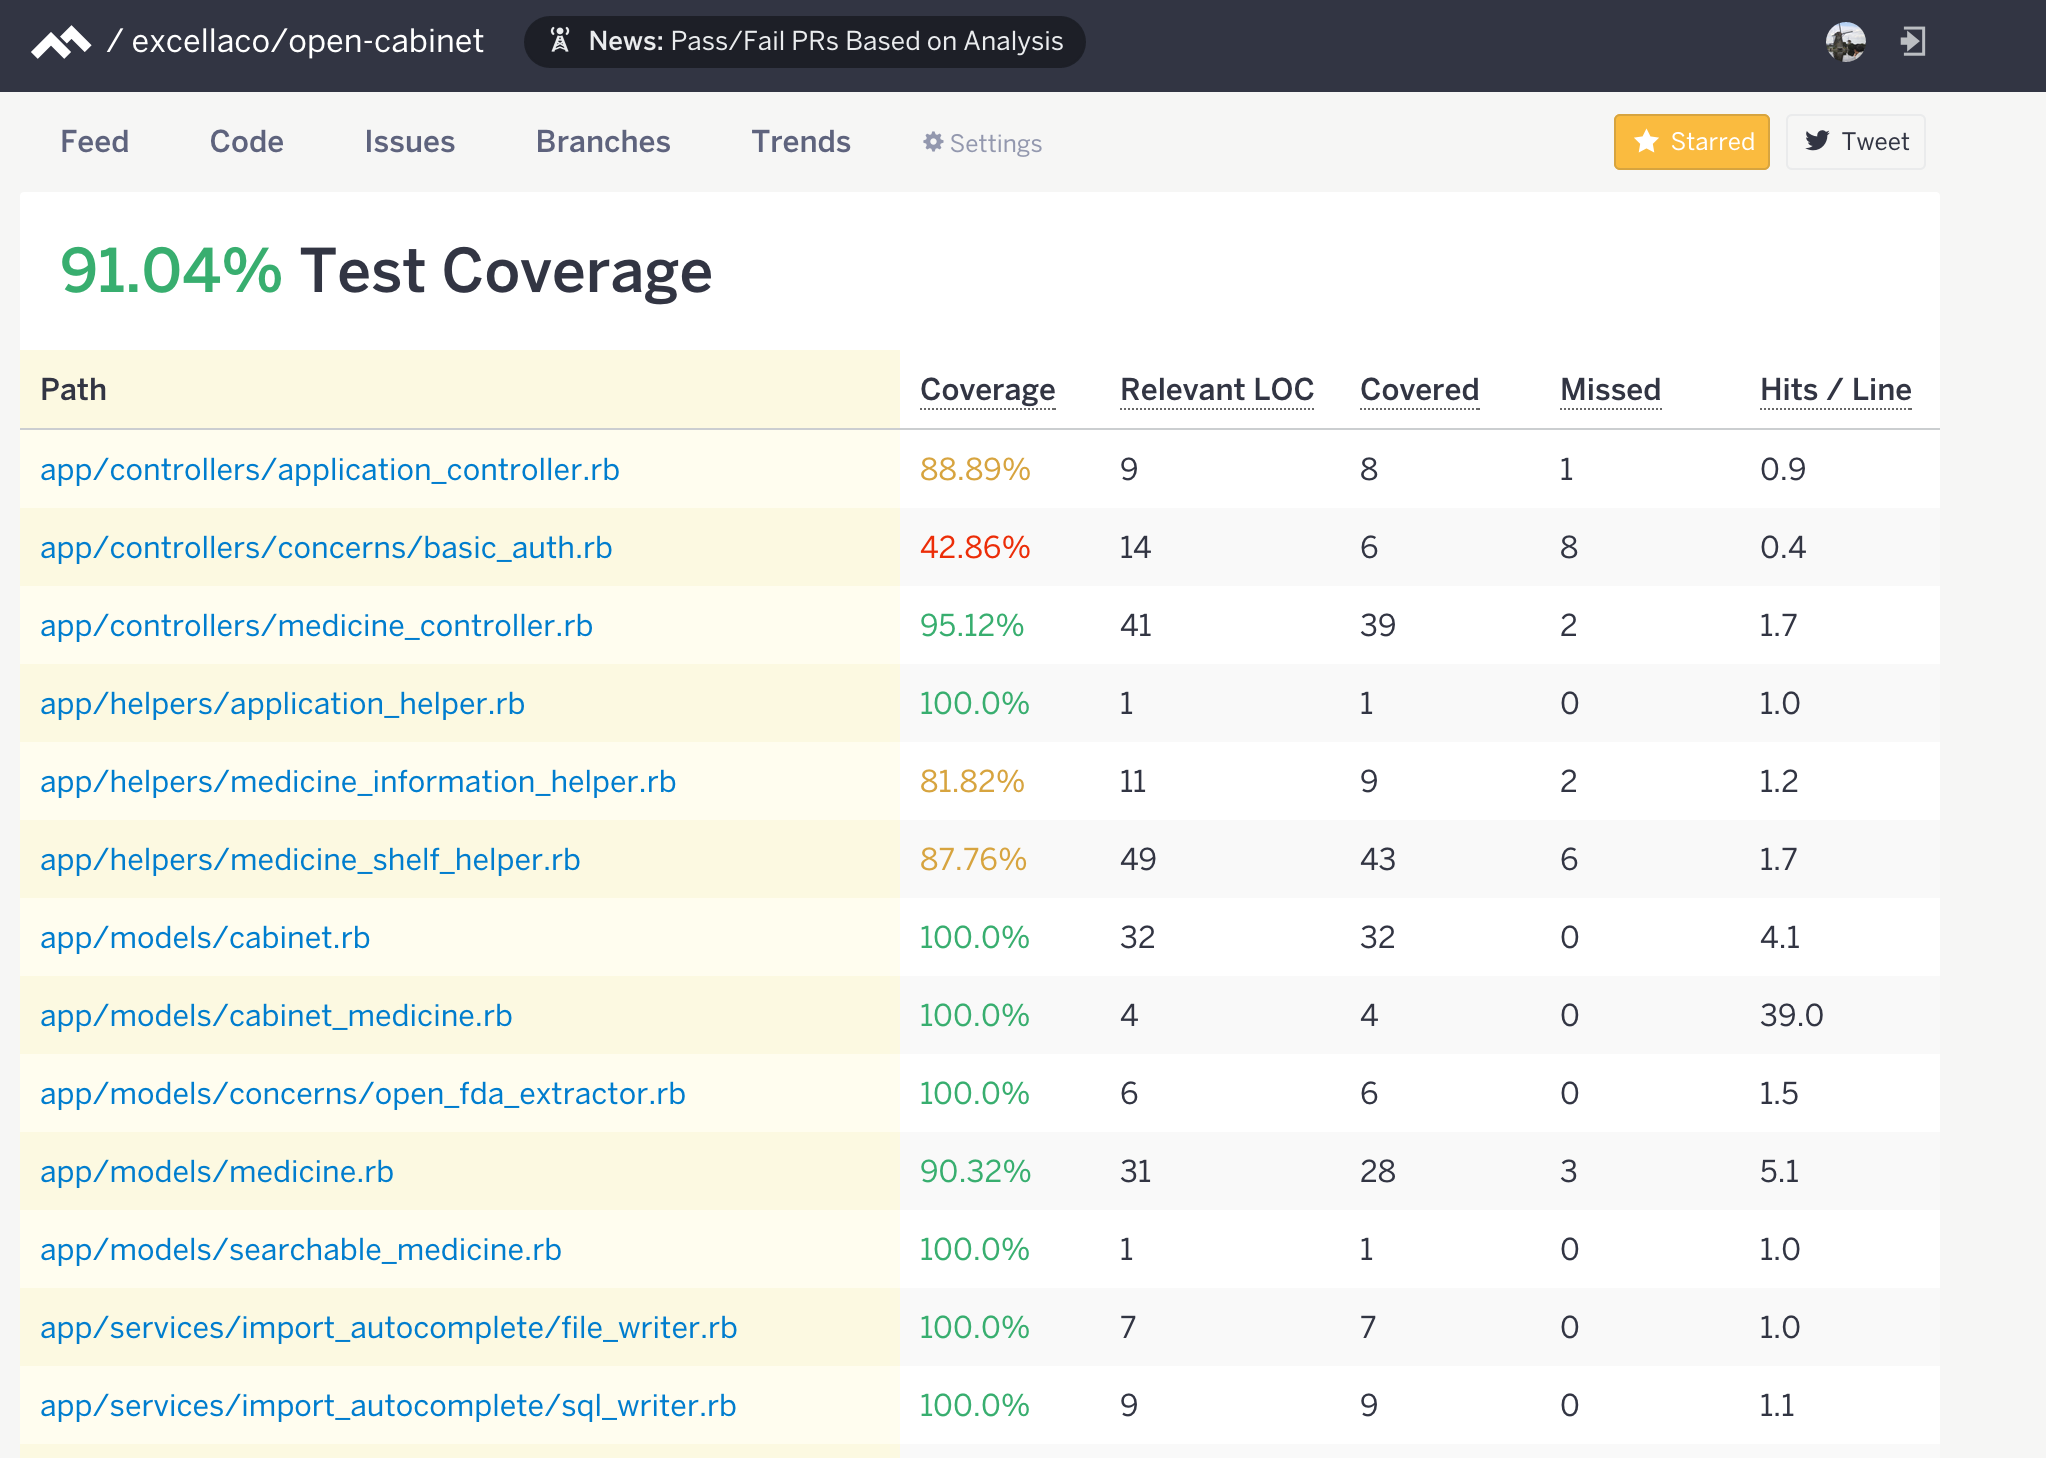 / excellaco/open-cabinet News: Pass/Fail PRs Based on Analysis
Feed Code Issues Branches Trends Settings Starred Tweet
91.04% Test Coverage
Path Coverage Relevant LOC Covered Missed Hits / Line
app/controllers/application_controller.rb 88.89% 9 8 1 0.9
app/controllers/concerns/basic_auth.rb 42.86% 14 6 8 0.4
app/controllers/medicine_controller.rb 95.12% 41 39 2 1.7
app/helpers/application_helper.rb 100.0% 1 1 0 1.0
app/helpers/medicine_information_helper.rb 81.82% 11 9 2 1.2
app/helpers/medicine_shelf_helper.rb 87.76% 49 43 6 1.7
app/models/cabinet.rb 100.0% 32 32 0 4.1
app/models/cabinet_medicine.rb 100.0% 4 4 0 39.0
app/models/concerns/open_fda_extractor.rb 100.0% 6 6 0 1.5
app/models/medicine.rb 90.32% 31 28 3 5.1
app/models/searchable_medicine.rb 100.0% 1 1 0 1.0
app/services/import_autocomplete/file_writer.rb 100.0% 7 7 0 1.0
app/services/import_autocomplete/sql_writer.rb 100.0% 9 9 0 1.1